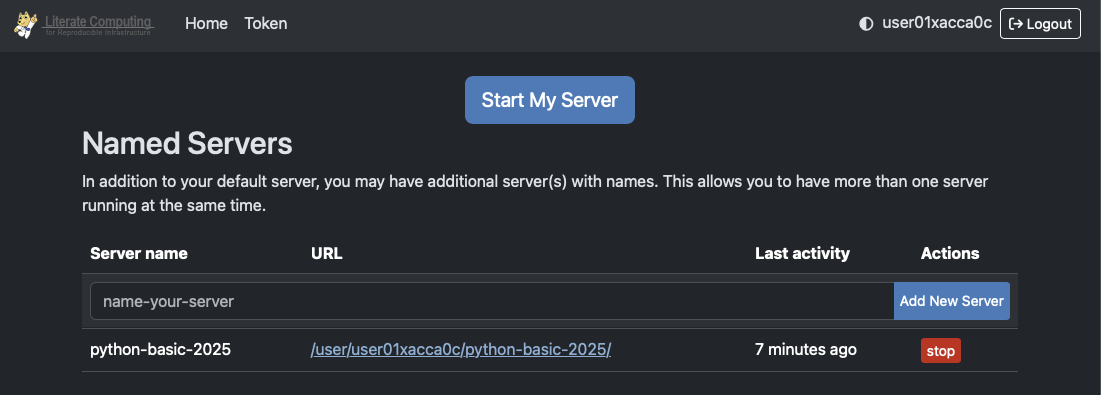 Literate Computing
for Reproducible Infrastructure
Home
Token
user01xacca0c
Logout
Start My Server
Named Servers
In addition to your default server, you may have additional server(s) with names. This allows you to have more than one server
running at the same time.
Server name URL Last activity Actions
name-your-server Add New Server
python-basic-2025 /user/user01xacca0c/python-basic-2025/ 7 minutes ago stop